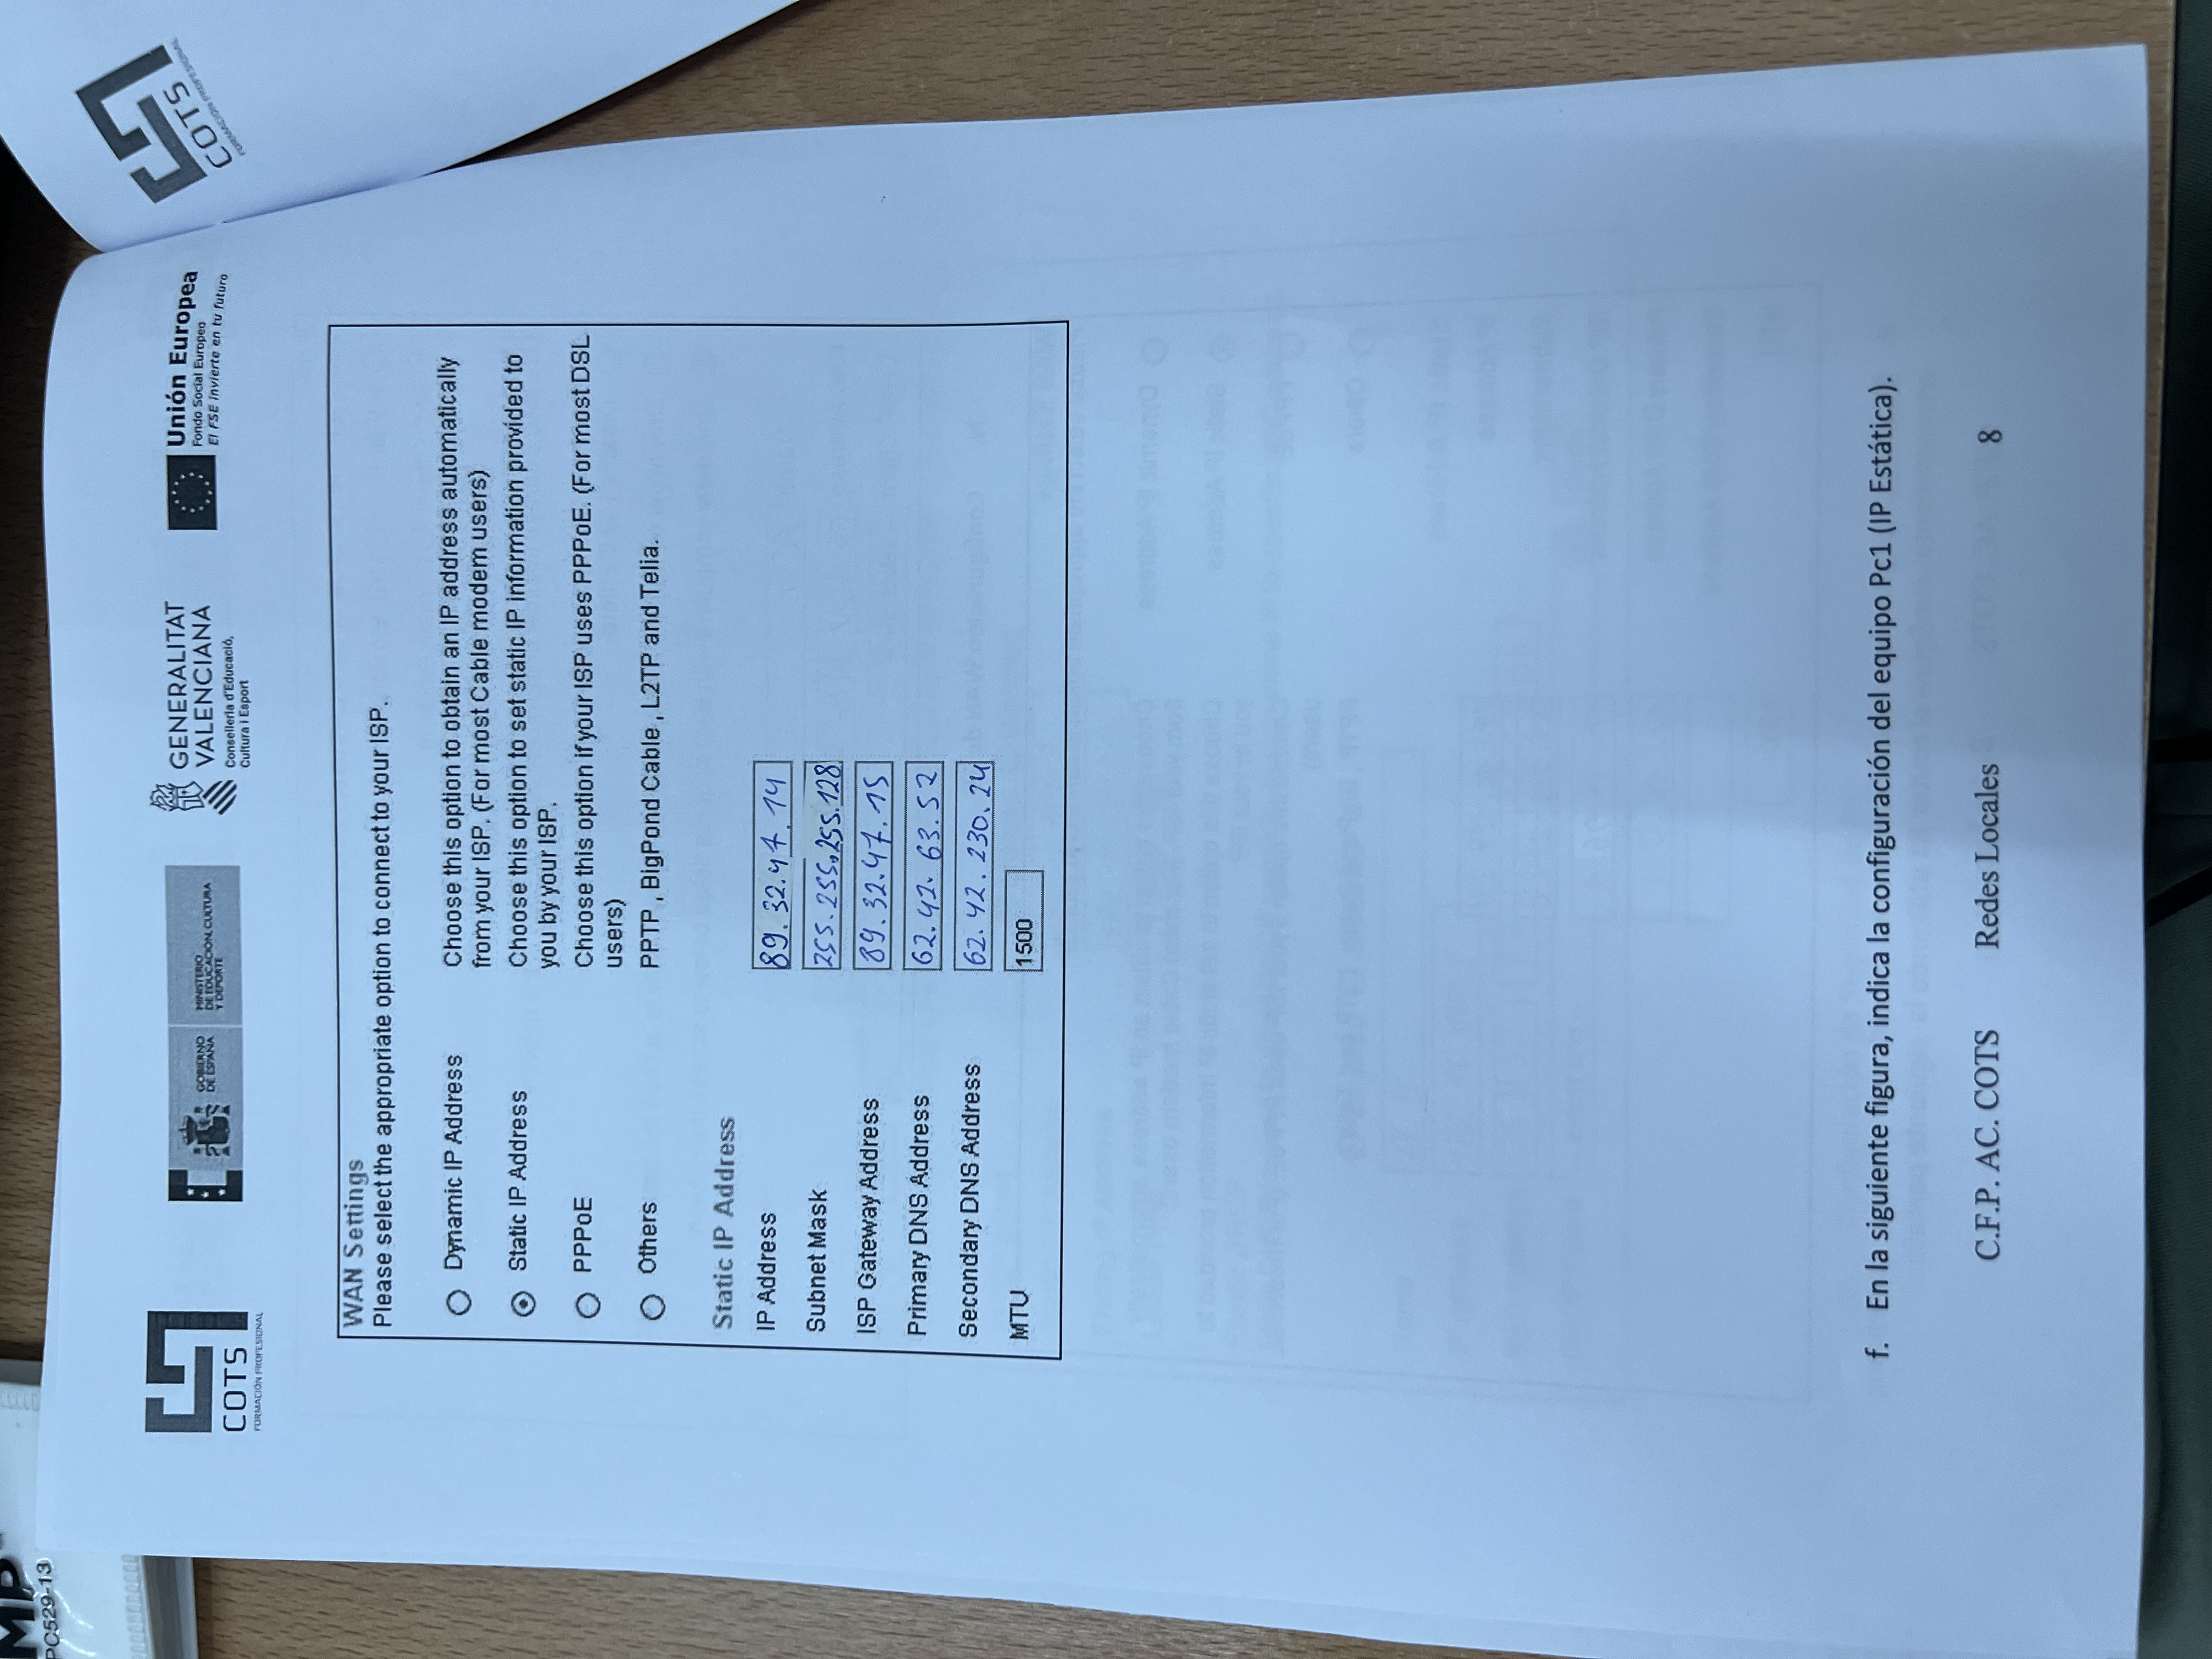 MP
PC529-13
COTS
FORMACIÓN PROFESIONAL
GOBIERNO
DE ESPAÑA
MINISTERIO
DE EDUCACIÓN, CULTURA
Y DEPORTE
GENERALITAT
VALENCIANA
Conselleria d'Educació,
Cultura i Esport
Unión Europea
Fondo Social Europeo
El FSE invierte en tu futuro
COTS
FORMACIÓN PROFESIONAL
WAN Settings
Please select the appropriate option to connect to your ISP.
Dynamic IP Address Choose this option to obtain an IP address automatically
from your ISP. (For most Cable modem users)
Static IP Address Choose this option to set static IP information provided to
you by your ISP.
PPPoE Choose this option if your ISP uses PPPoE. (For most DSL
users)
Others PPTP , BigPond Cable , L2TP and Telia.
Static IP Address
IP Address 89.32.47.14
Subnet Mask 255.255.255.128
ISP Gateway Address 89.32.47.15
Primary DNS Address 62.42.63.52
Secondary DNS Address 62.42.230.24
MTU 1500
f. En la siguiente figura, indica la configuración del equipo Pc1 (IP Estática).
C.F.P. AC. COTS Redes Locales 8